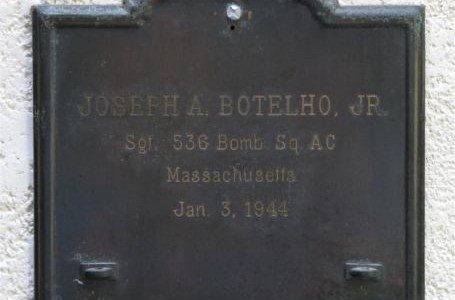 JOSEPH A. BOTELHO, JR.
Sgt. 536 Bomb Sq AC
Massachusetts
Jan. 3, 1944